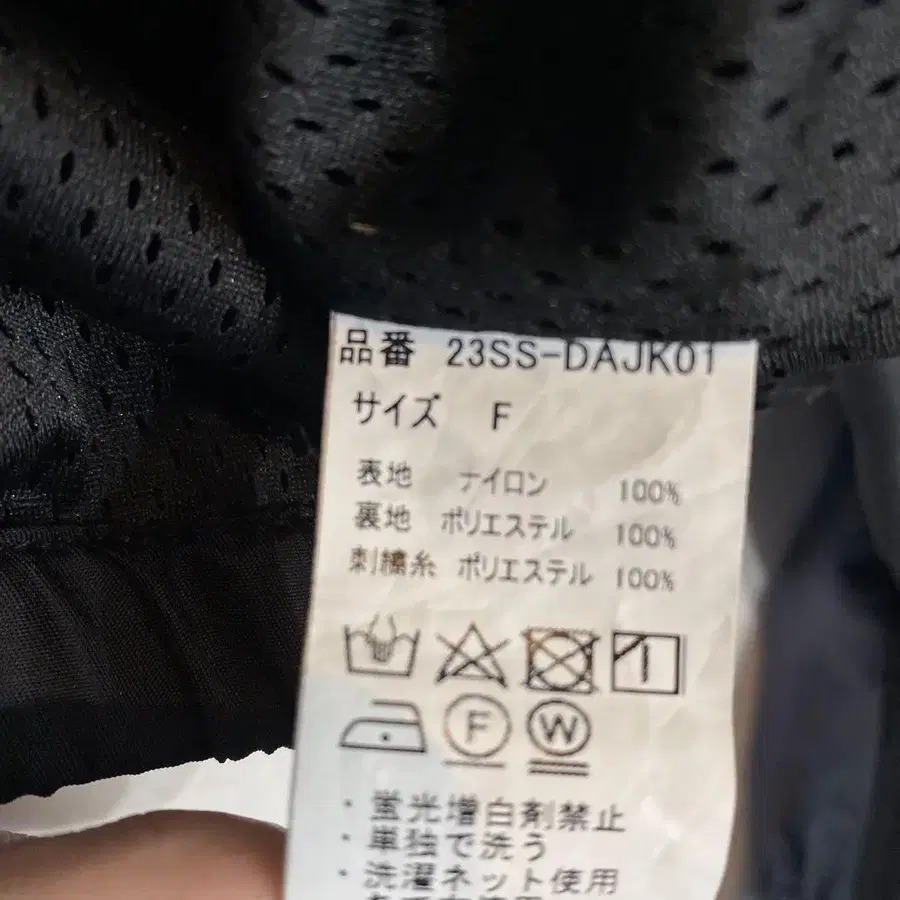 品番 23SS-DAJK01
サイズ F
表地 ナイロン 100%
裏地 ポリエステル 100%
刺繍糸 ポリエステル 100%
F W
・蛍光増白剤禁止
・単独で洗う
・洗濯ネット使用